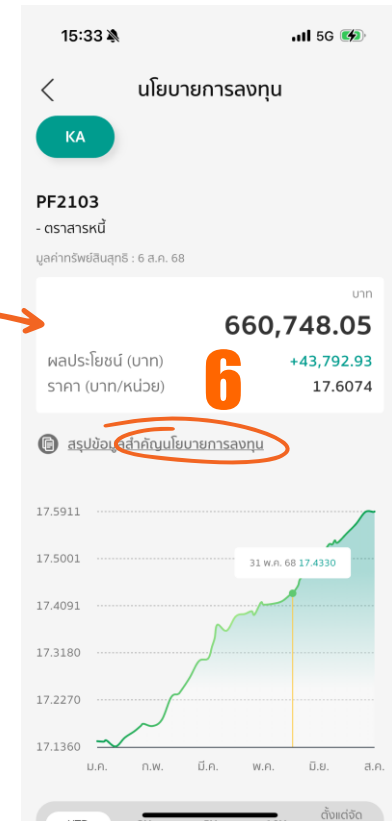 15:33
5G
นโยบายการลงทุน
KA
PF2103
- ตราสารหนี้
มูลค่าทรัพย์สินสุทธิ : 6 ส.ค. 68
บาท
660,748.05
ผลประโยชน์ (บาท) +43,792.93
ราคา (บาท/หน่วย) 17.6074
6
สรุปข้อมูลสำคัญนโยบายการลงทุน
17.5911
17.5001
31 พ.ค. 68 17.4330
17.4091
17.3180
17.2270
17.1360
ม.ค. ก.พ. มี.ค. พ.ค. มิ.ย. ส.ค.
ตั้งแต่จัด